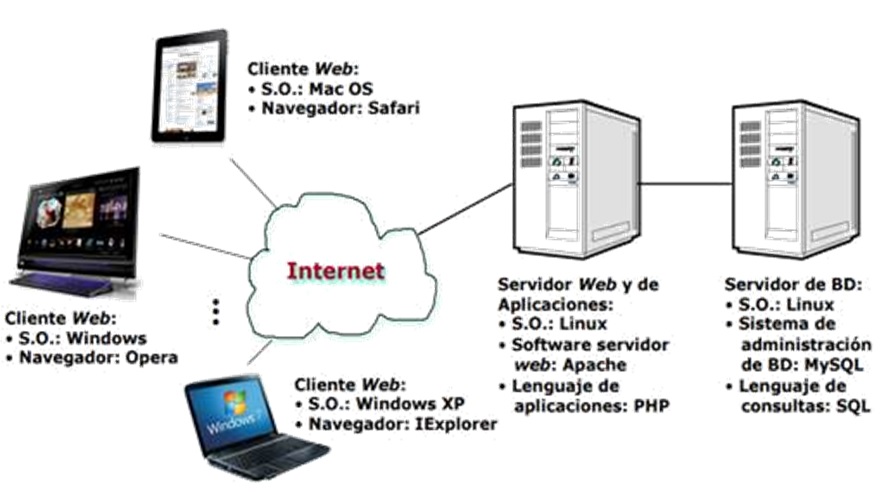 Cliente Web:
• S.O.: Mac OS
• Navegador: Safari
Internet
Cliente Web:
• S.O.: Windows
• Navegador: Opera
Cliente Web:
• S.O.: Windows XP
• Navegador: IExplorer
Windows 7
Servidor Web y de
Aplicaciones:
• S.O.: Linux
• Software servidor
web: Apache
• Lenguaje de
aplicaciones: PHP
Servidor de BD:
• S.O.: Linux
• Sistema de
administración
de BD: MySQL
• Lenguaje de
consultas: SQL